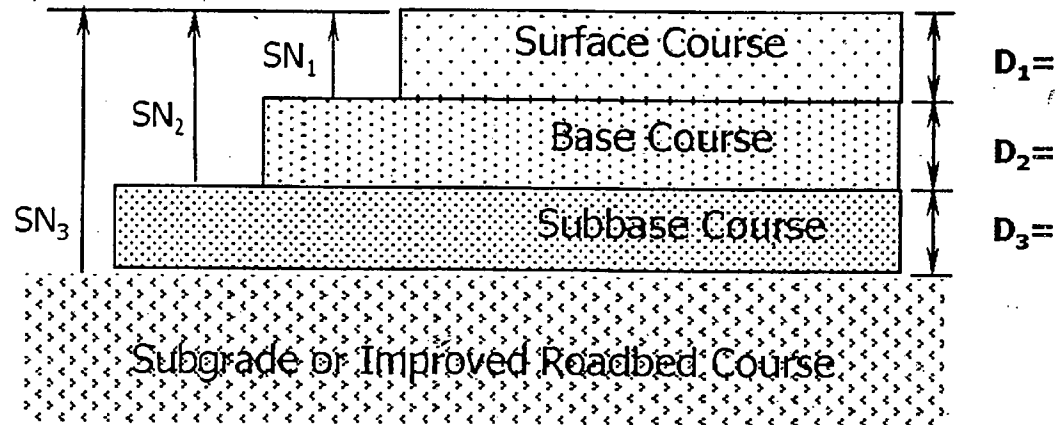 Surface Course
SN₁
D₁=
SN₂
Base Course
D₂=
SN₃
Subbase Course
D₃=
Subgrade or Improved Roadbed Course